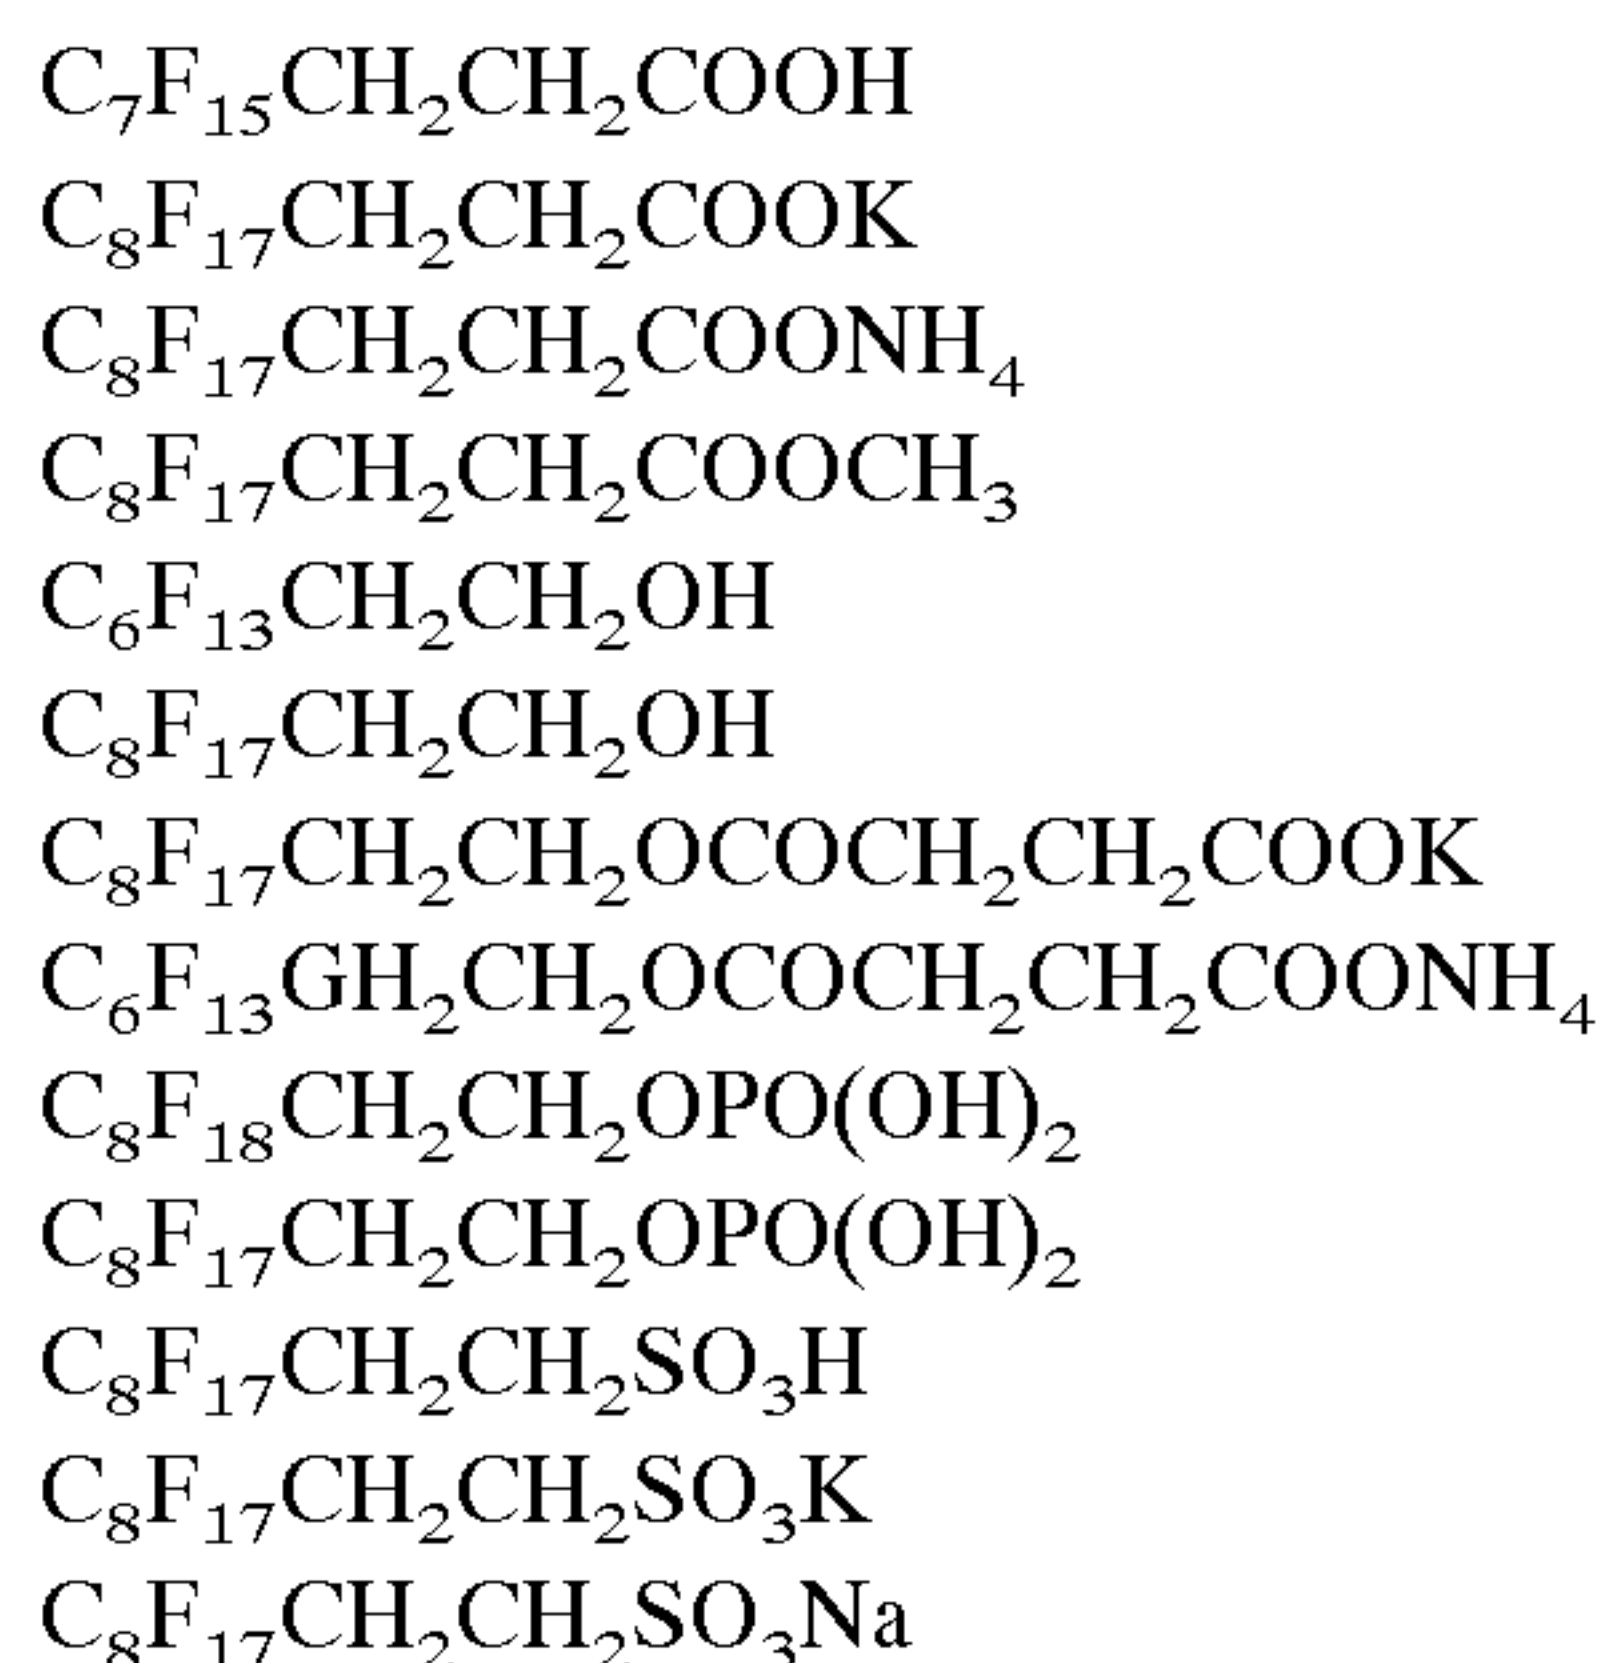 C₇F₁₅CH₂CH₂COOH
C₈F₁₇CH₂CH₂COOK
C₈F₁₇CH₂CH₂COONH₄
C₈F₁₇CH₂CH₂COOCH₃
C₆F₁₃CH₂CH₂OH
C₈F₁₇CH₂CH₂OH
C₈F₁₇CH₂CH₂OCOCH₂CH₂COOK
C₆F₁₃GH₂CH₂OCOCH₂CH₂COONH₄
C₈F₁₈CH₂CH₂OPO(OH)₂
C₈F₁₇CH₂CH₂OPO(OH)₂
C₈F₁₇CH₂CH₂SO₃H
C₈F₁₇CH₂CH₂SO₃K
C₈F₁₇CH₂CH₂SO₃Na